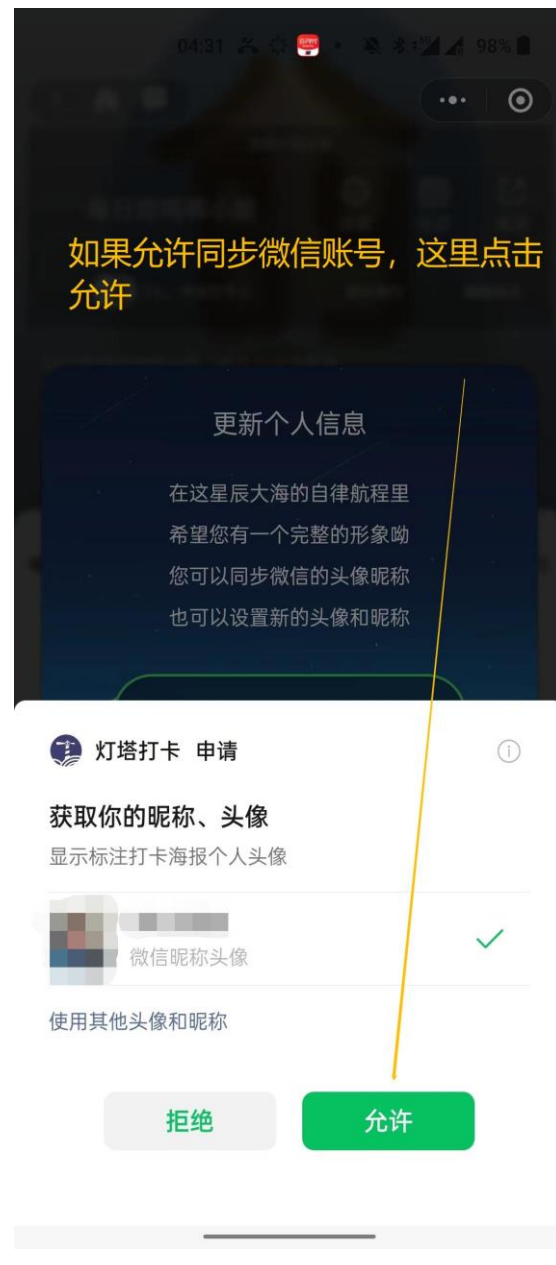 04:31
98%
如果允许同步微信账号，这里点击
允许
更新个人信息
在这星辰大海的自律航程里
希望您有一个完整的形象呦
您可以同步微信的头像昵称
也可以设置新的头像和昵称
灯塔打卡 申请
获取你的昵称、头像
显示标注打卡海报个人头像
微信昵称头像
使用其他头像和昵称
拒绝 允许